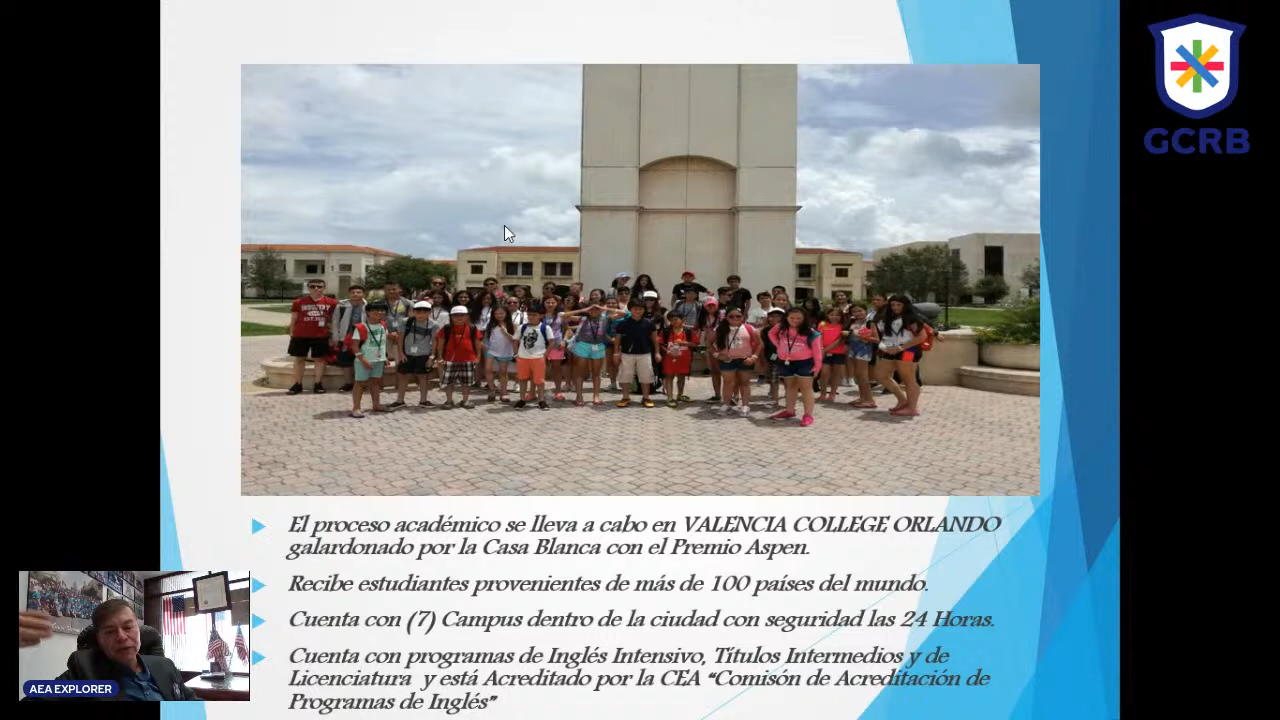 GCRB
El proceso académico se lleva a cabo en VALENCIA COLLEGE ORLANDO
galardonado por la Casa Blanca con el Premio Aspen.
Recibe estudiantes provenientes de más de 100 países del mundo.
Cuenta con (7) Campus dentro de la ciudad con seguridad las 24 Horas.
Cuenta con programas de Inglés Intensivo, Títulos Intermedios y de
Licenciatura y está Acreditado por la CEA “Comisón de Acreditación de
Programas de Inglés”
AEA EXPLORER